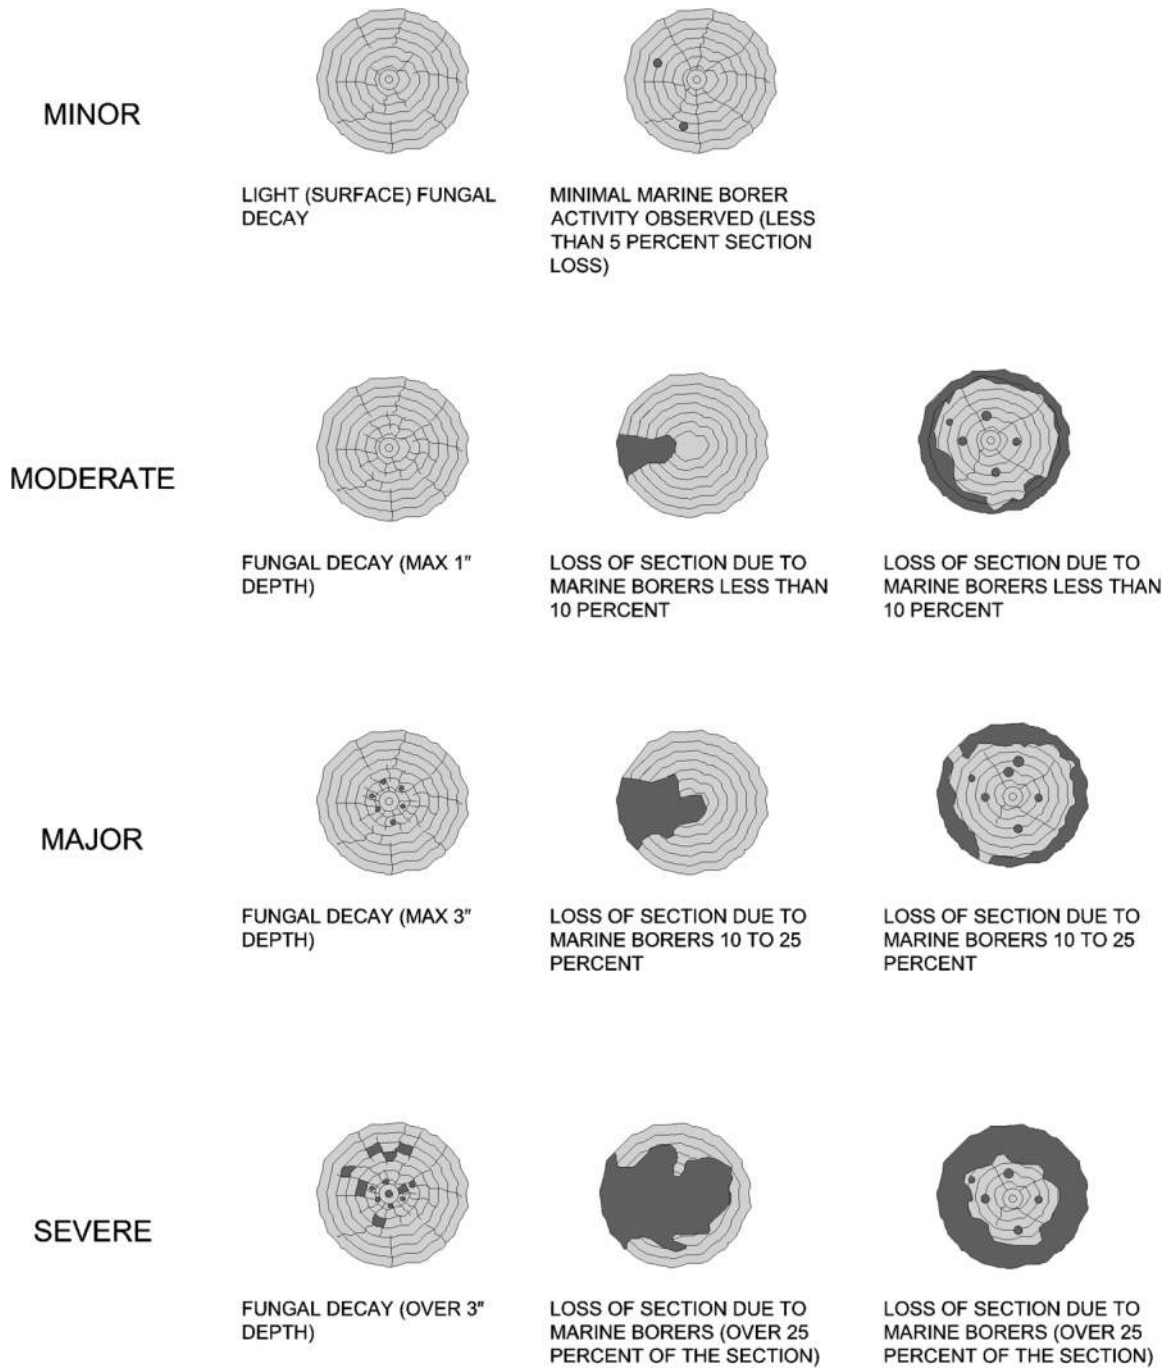 MINOR
LIGHT (SURFACE) FUNGAL
DECAY
MINIMAL MARINE BORER
ACTIVITY OBSERVED (LESS
THAN 5 PERCENT SECTION
LOSS)
MODERATE
FUNGAL DECAY (MAX 1"
DEPTH)
LOSS OF SECTION DUE TO
MARINE BORERS LESS THAN
10 PERCENT
LOSS OF SECTION DUE TO
MARINE BORERS LESS THAN
10 PERCENT
MAJOR
FUNGAL DECAY (MAX 3"
DEPTH)
LOSS OF SECTION DUE TO
MARINE BORERS 10 TO 25
PERCENT
LOSS OF SECTION DUE TO
MARINE BORERS 10 TO 25
PERCENT
SEVERE
FUNGAL DECAY (OVER 3"
DEPTH)
LOSS OF SECTION DUE TO
MARINE BORERS (OVER 25
PERCENT OF THE SECTION)
LOSS OF SECTION DUE TO
MARINE BORERS (OVER 25
PERCENT OF THE SECTION)